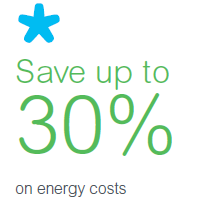 Save up to
30%
on energy costs